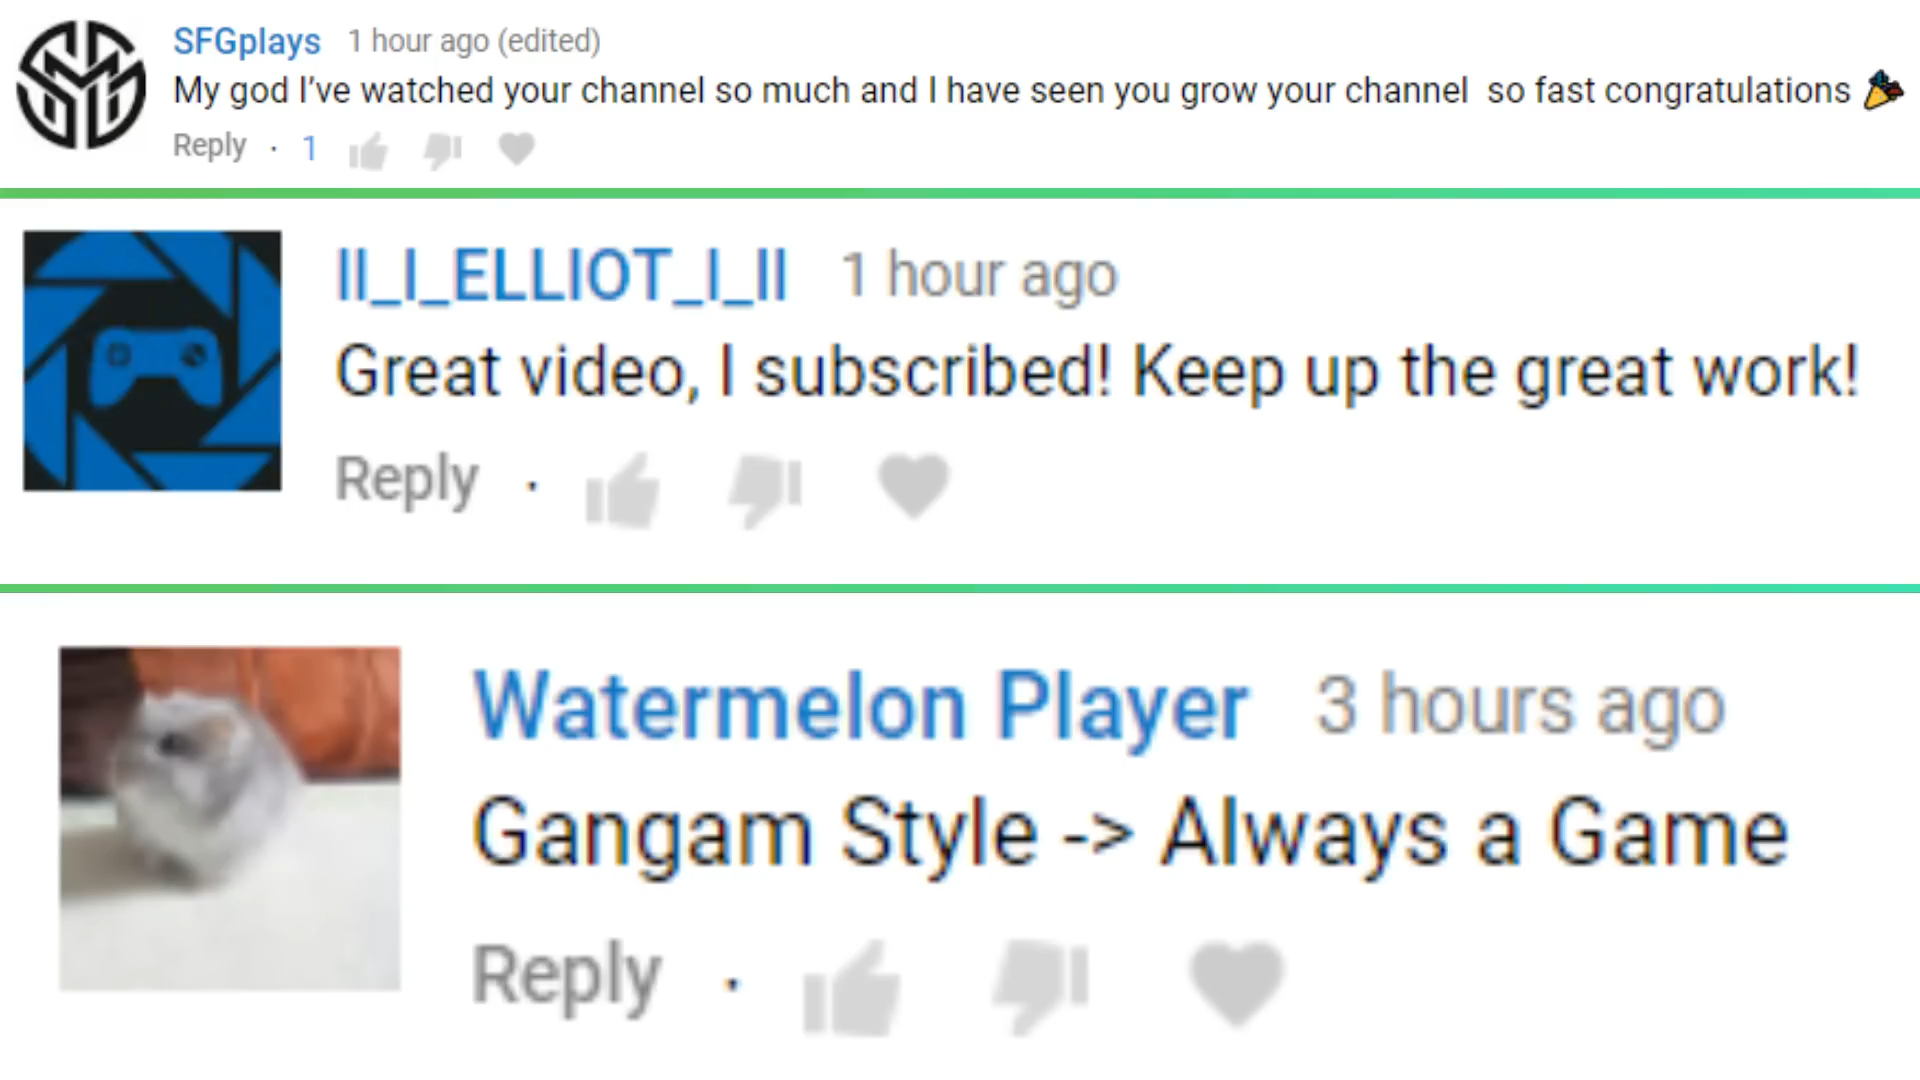 SFGplays 1 hour ago (edited)
My god I've watched your channel so much and I have seen you grow your channel  so fast congratulations 🎉
Reply · 1
II_I_ELLIOT_I_II 1 hour ago
Great video, I subscribed! Keep up the great work!
Reply ·
Watermelon Player 3 hours ago
Gangam Style -> Always a Game
Reply ·